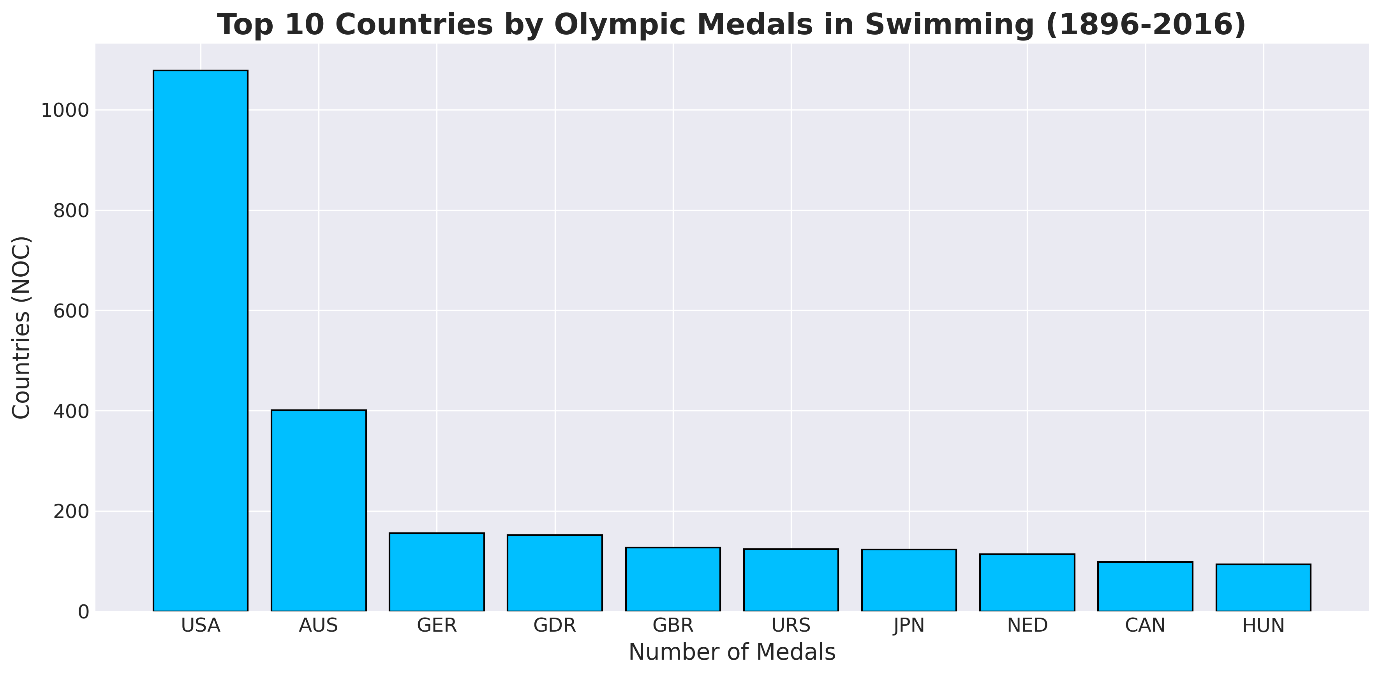 Top 10 Countries by Olympic Medals in Swimming (1896-2016)
Countries (NOC)
1000
800
600
400
200
0
USA AUS GER GDR GBR URS JPN NED CAN HUN
Number of Medals